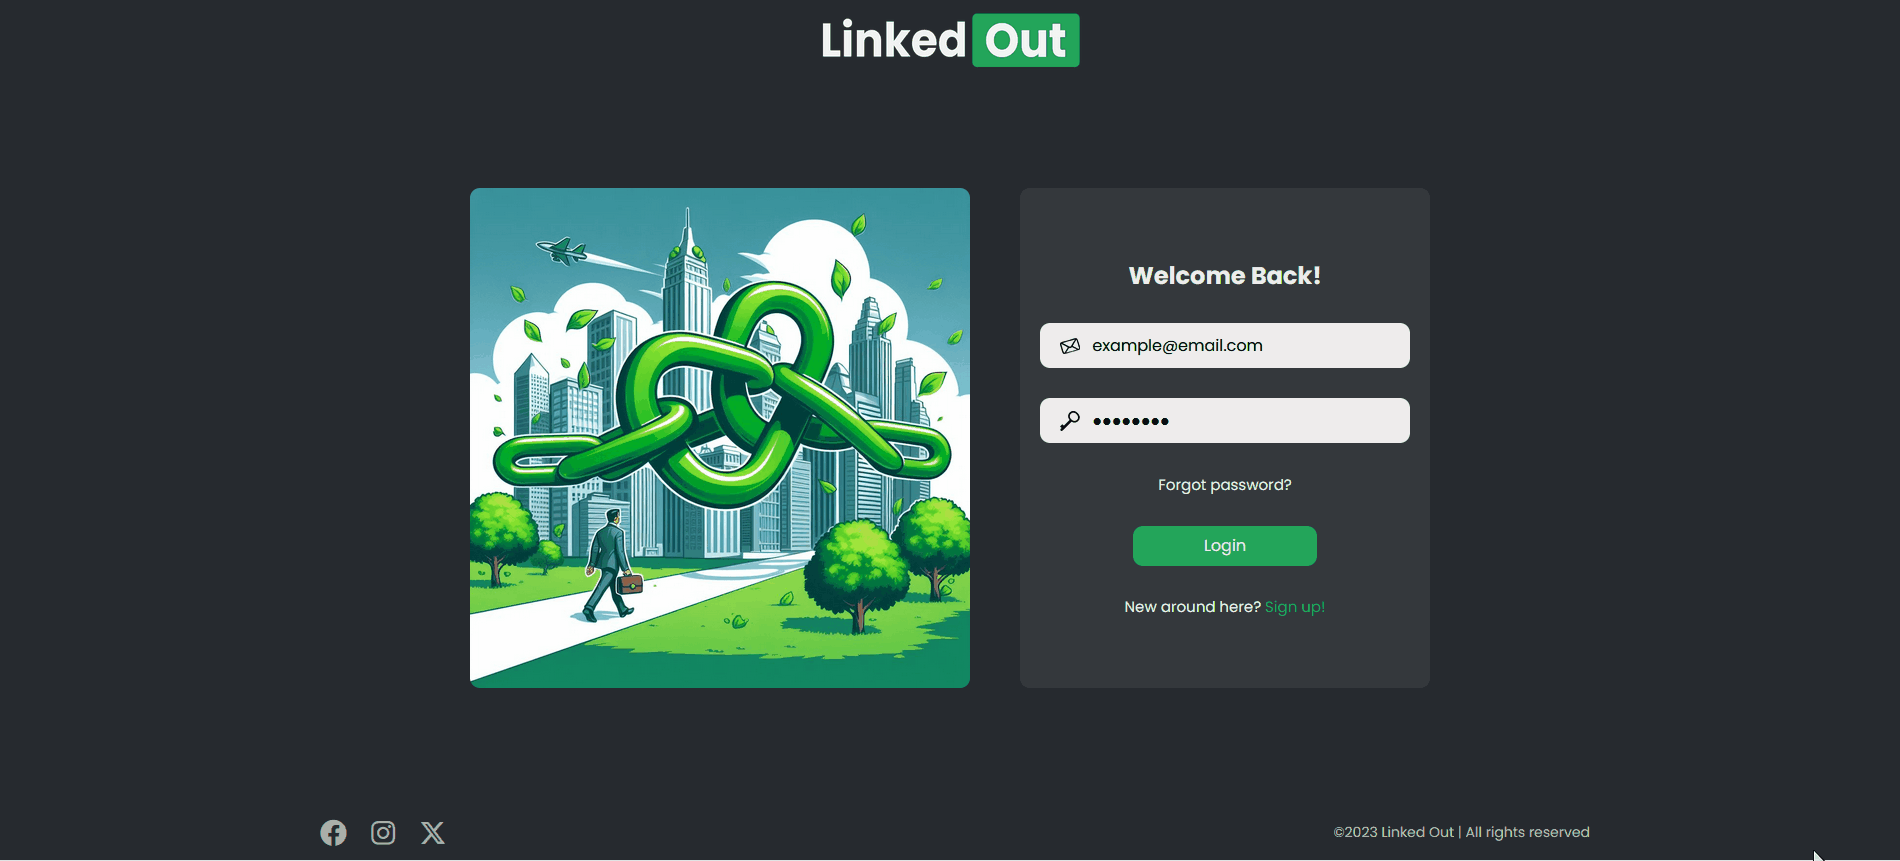 Linked Out
Welcome Back!
example@email.com
••••••••
Forgot password?
Login
New around here? Sign up!
©2023 Linked Out | All rights reserved